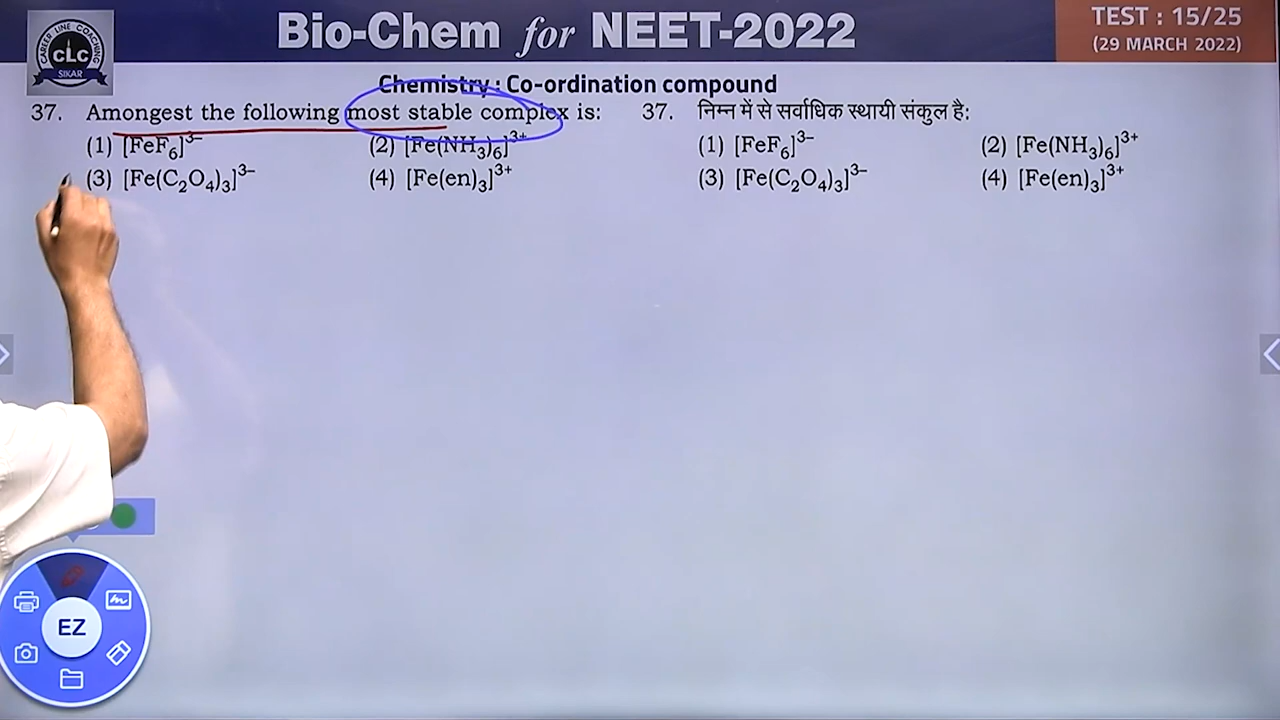 CAREER LINE COACHING
CLC
SIKAR
Bio-Chem for NEET-2022
TEST : 15/25
(29 MARCH 2022)
Chemistry : Co-ordination compound
37. Amongest the following most stable complex is:
(1) [FeF₆]³⁻ (2) [Fe(NH₃)₆]³⁺
(3) [Fe(C₂O₄)₃]³⁻ (4) [Fe(en)₃]³⁺
37. निम्न में से सर्वाधिक स्थायी संकुल है:
(1) [FeF₆]³⁻ (2) [Fe(NH₃)₆]³⁺
(3) [Fe(C₂O₄)₃]³⁻ (4) [Fe(en)₃]³⁺
EZ